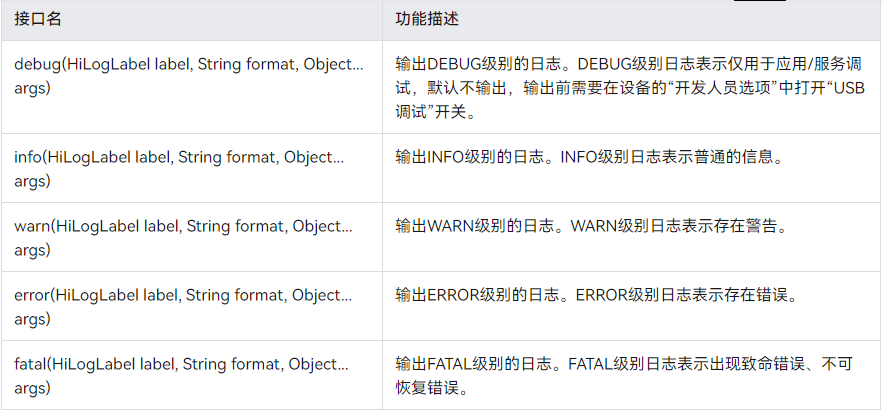 接口名
功能描述
debug(HiLogLabel label, String format, Object...
args)
输出DEBUG级别的日志。DEBUG级别日志表示仅用于应用/服务调
试，默认不输出，输出前需要在设备的“开发人员选项”中打开“USB
调试”开关。
info(HiLogLabel label, String format, Object...
args)
输出INFO级别的日志。INFO级别日志表示普通的信息。
warn(HiLogLabel label, String format, Object...
args)
输出WARN级别的日志。WARN级别日志表示存在警告。
error(HiLogLabel label, String format, Object...
args)
输出ERROR级别的日志。ERROR级别日志表示存在错误。
fatal(HiLogLabel label, String format, Object...
args)
输出FATAL级别的日志。FATAL级别日志表示出现致命错误、不可
恢复错误。